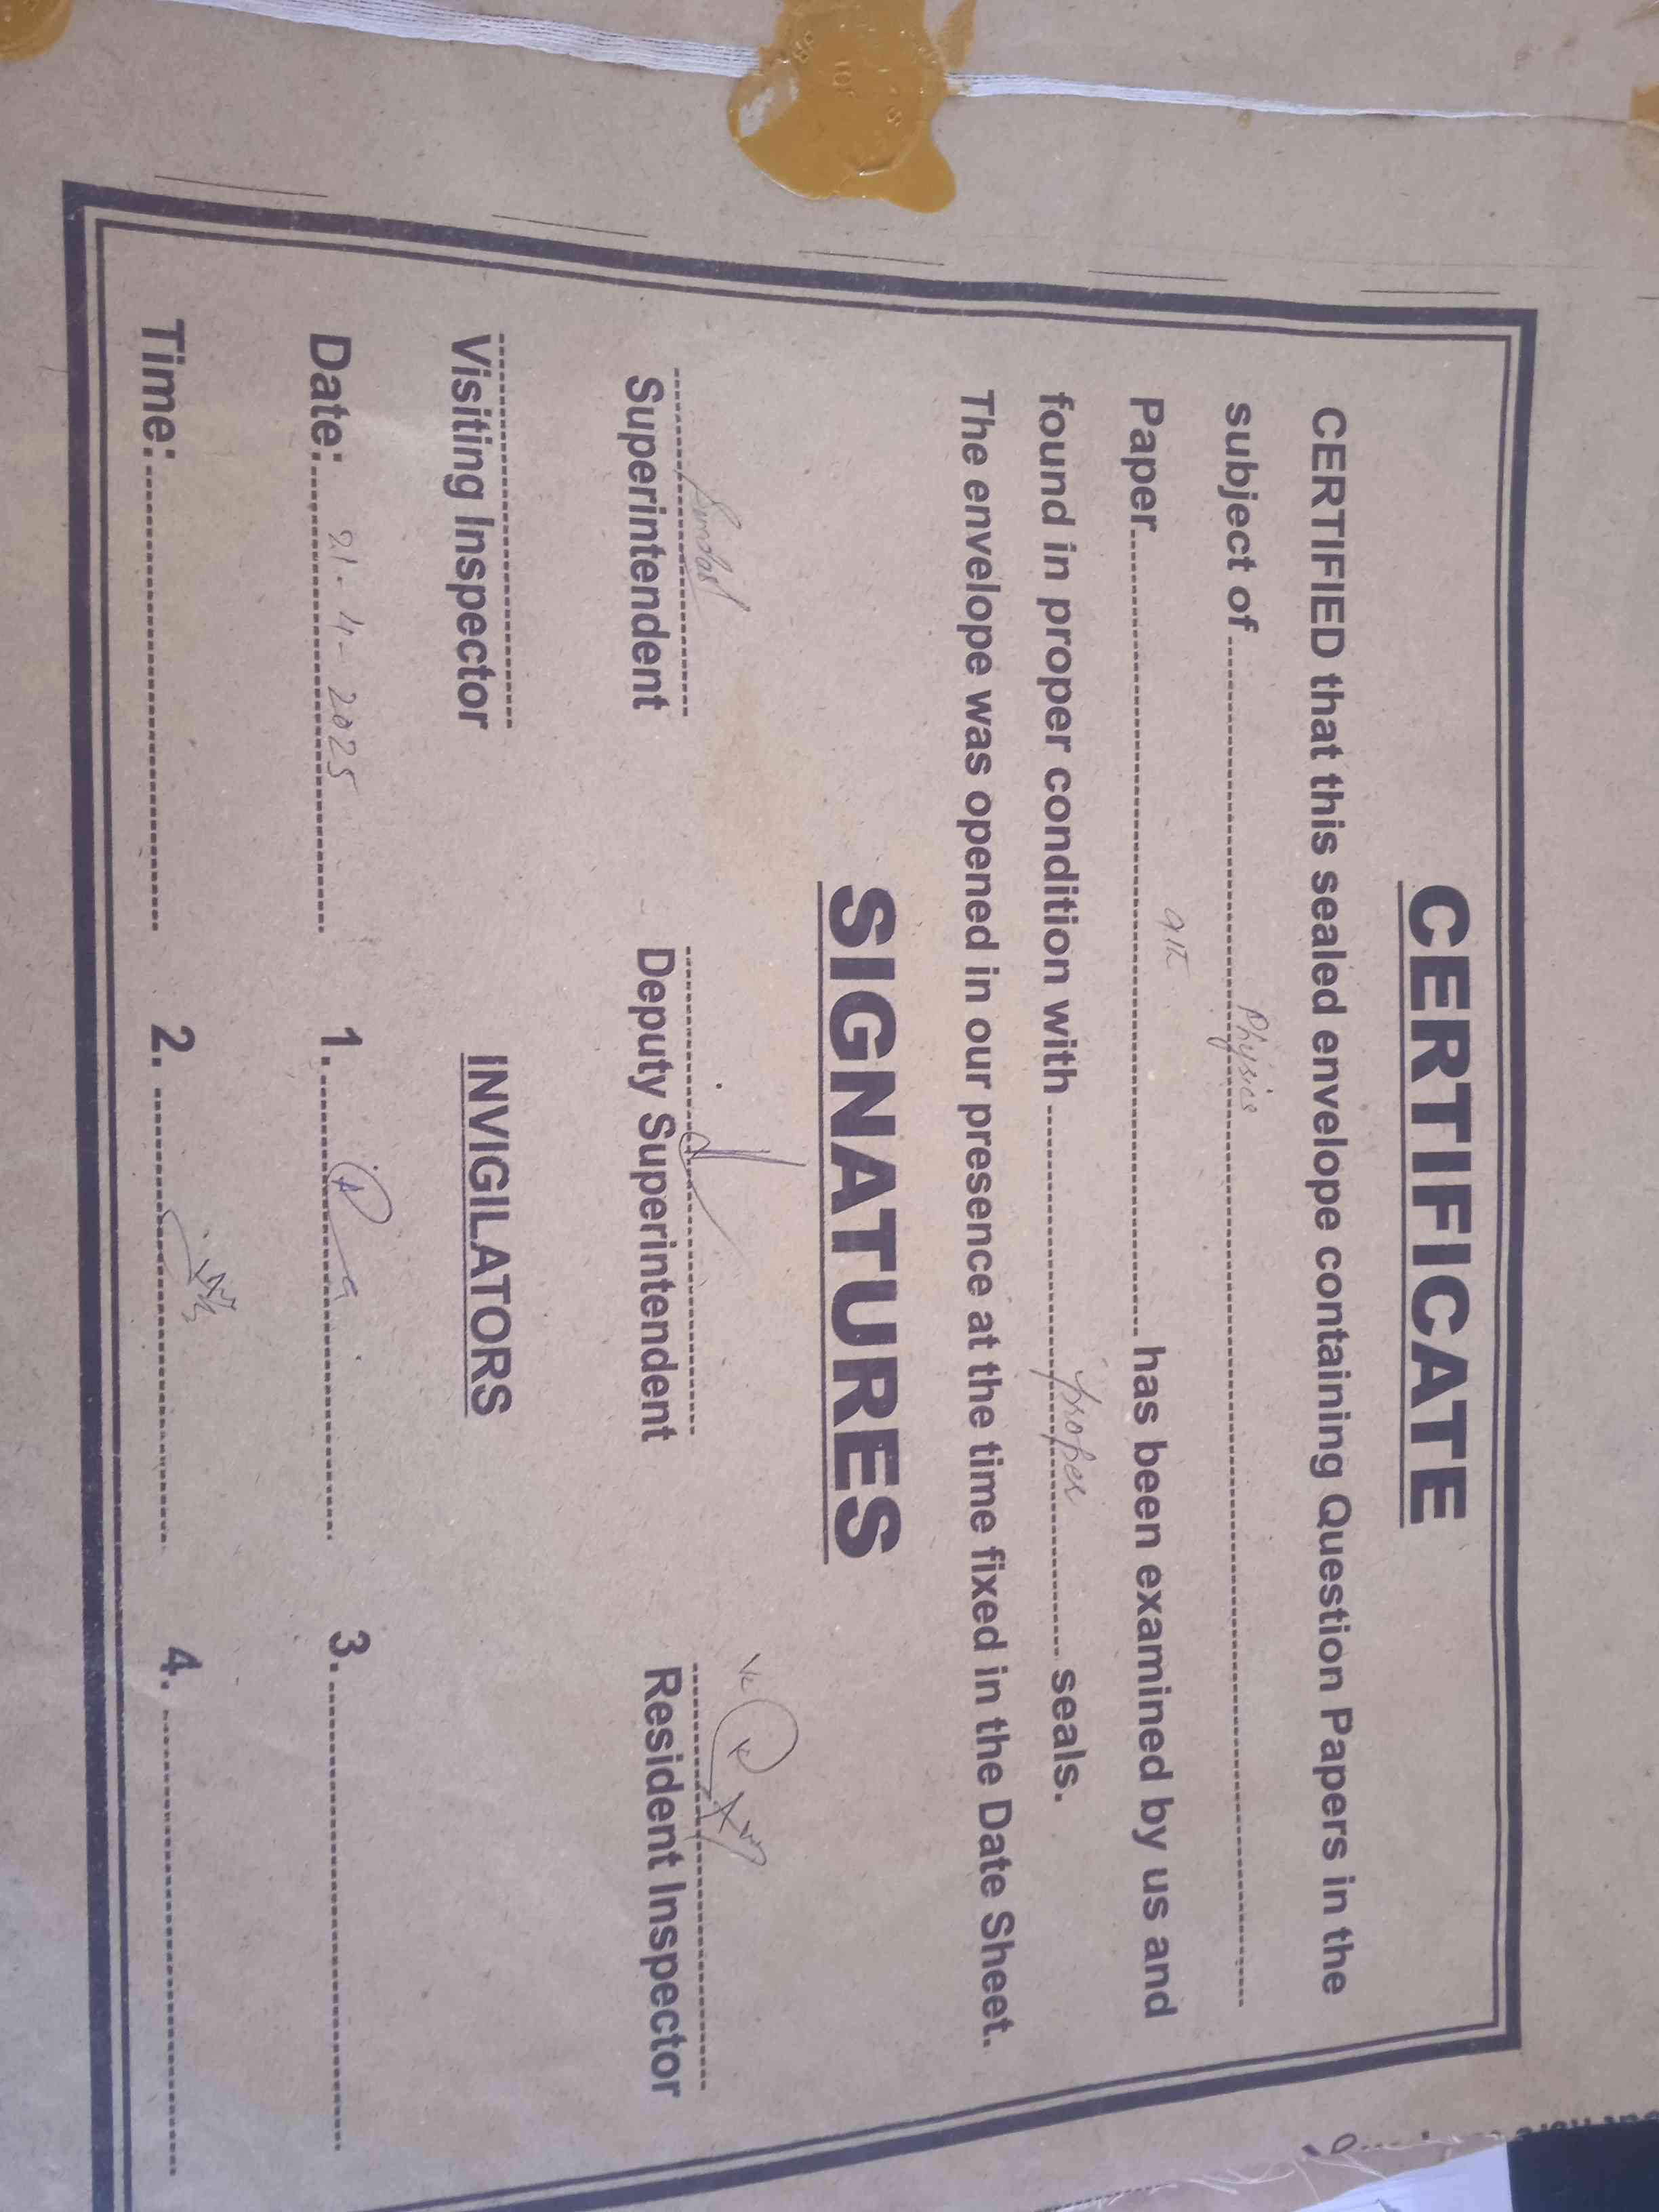 CERTIFICATE
CERTIFIED that this sealed envelope containing Question Papers in the
subject of Physics
Paper has been examined by us and
found in proper condition with proper seals.
The envelope was opened in our presence at the time fixed in the Date Sheet.
SIGNATURES
Superintendent Deputy Superintendent Resident Inspector
Visiting Inspector INVIGILATORS
Date: 21-4-2025 1. 3.
Time: 2. 4.